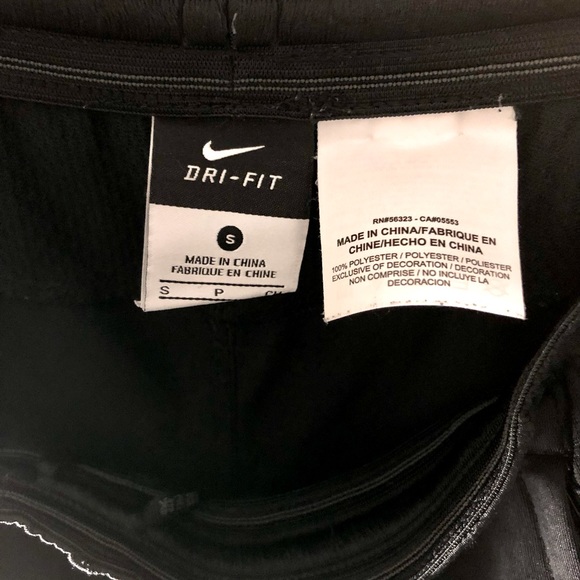 DRI-FIT
S
MADE IN CHINA
FABRIQUE EN CHINE
S P
RN#56323 - CA#05553
MADE IN CHINA/FABRIQUE EN
CHINE/HECHO EN CHINA
100% POLYESTER / POLYESTER / POLIESTER
EXCLUSIVE OF DECORATION / DECORATION
NON COMPRISE / NO INCLUYE LA
DECORACION